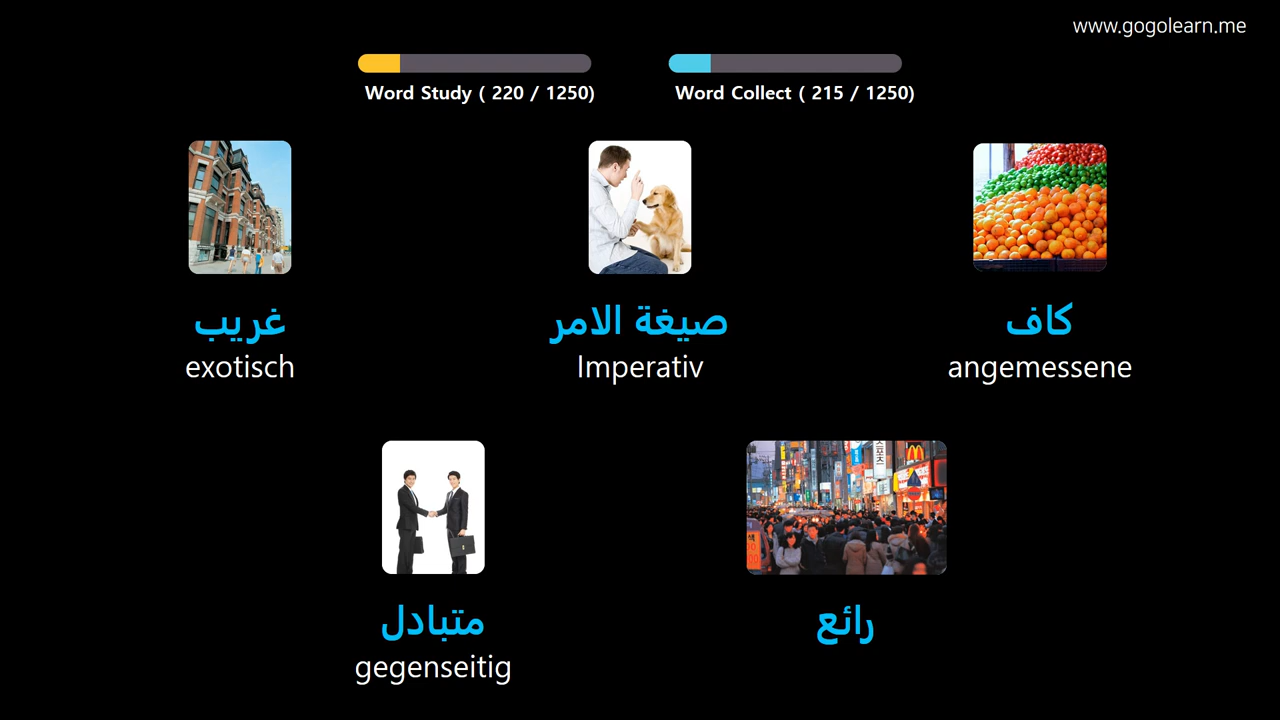 www.gogolearn.me
Word Study ( 220 / 1250)
Word Collect ( 215 / 1250)
غريب
exotisch
صيغة الامر
Imperativ
كاف
angemessene
متبادل
gegenseitig
رائع